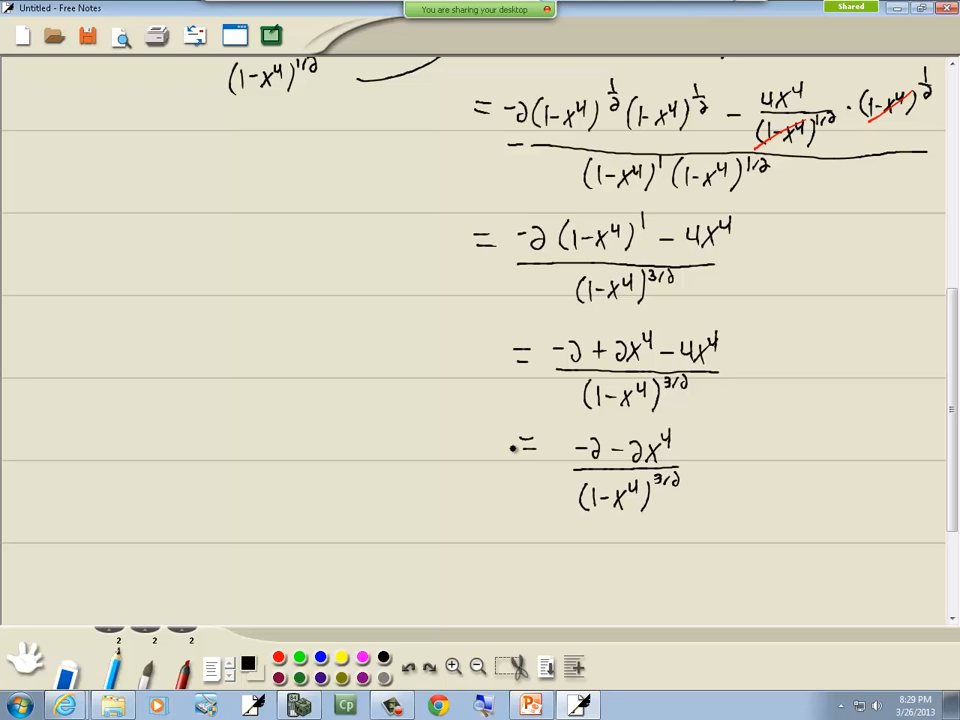 Untitled - Free Notes
You are sharing your desktop
Shared
(1-x⁴)^1/2
= -2(1-x⁴)^1/2 (1-x⁴)^1/2 - 4x⁴/(1-x⁴)^1/2 · (1-x⁴)^1/2
(1-x⁴)^1 (1-x⁴)^1/2
= -2(1-x⁴)^1 - 4x⁴
(1-x⁴)^3/2
= -2 + 2x⁴ - 4x⁴
(1-x⁴)^3/2
= -2 - 2x⁴
(1-x⁴)^3/2
2 2 2
8:29 PM
3/26/2013